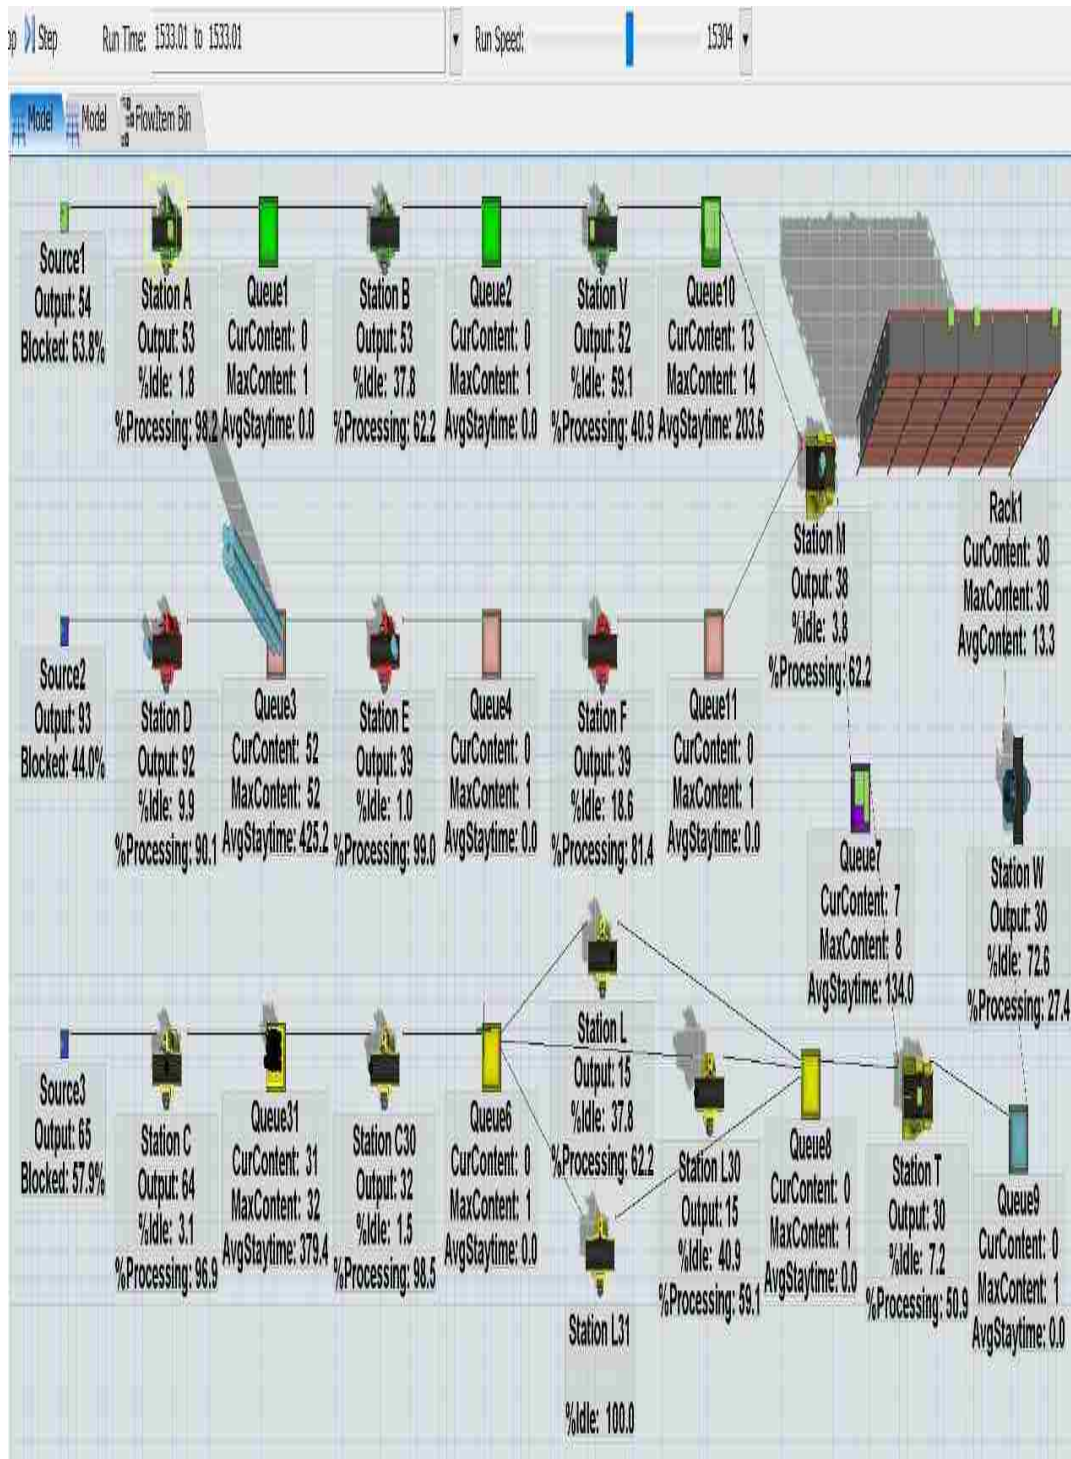 Step
Run Time: 1533.01 to 1533.01
Run Speed:
15304
Model
Model
FlowItem Bin
Source1
Output: 54
Blocked: 63.8%
Station A
Output: 53
%Idle: 1.8
%Processing: 98.2
Queue1
CurContent: 0
MaxContent: 1
AvgStaytime: 0.0
Station B
Output: 53
%Idle: 37.8
%Processing: 62.2
Queue2
CurContent: 0
MaxContent: 1
AvgStaytime: 0.0
Station V
Output: 52
%Idle: 59.1
%Processing: 40.9
Queue10
CurContent: 13
MaxContent: 14
AvgStaytime: 203.6
Station M
Output: 38
%Idle: 3.8
%Processing: 62.2
Rack1
CurContent: 30
MaxContent: 30
AvgContent: 13.3
Source2
Output: 93
Blocked: 44.0%
Station D
Output: 92
%Idle: 9.9
%Processing: 90.1
Queue3
CurContent: 52
MaxContent: 52
AvgStaytime: 425.2
Station E
Output: 39
%Idle: 1.0
%Processing: 99.0
Queue4
CurContent: 0
MaxContent: 1
AvgStaytime: 0.0
Station F
Output: 39
%Idle: 18.6
%Processing: 81.4
Queue11
CurContent: 0
MaxContent: 1
AvgStaytime: 0.0
Queue7
CurContent: 7
MaxContent: 8
AvgStaytime: 134.0
Station W
Output: 30
%Idle: 72.6
%Processing: 27.4
Source3
Output: 65
Blocked: 57.9%
Station C
Output: 64
%Idle: 3.1
%Processing: 96.9
Queue31
CurContent: 31
MaxContent: 32
AvgStaytime: 379.4
Station C30
Output: 32
%Idle: 1.5
%Processing: 98.5
Queue6
CurContent: 0
MaxContent: 1
AvgStaytime: 0.0
Station L
Output: 15
%Idle: 37.8
%Processing: 62.2
Station L30
Output: 15
%Idle: 40.9
%Processing: 59.1
Queue8
CurContent: 0
MaxContent: 1
AvgStaytime: 0.0
Station T
Output: 30
%Idle: 7.2
%Processing: 50.9
Queue9
CurContent: 0
MaxContent: 1
AvgStaytime: 0.0
Station L31
%Idle: 100.0